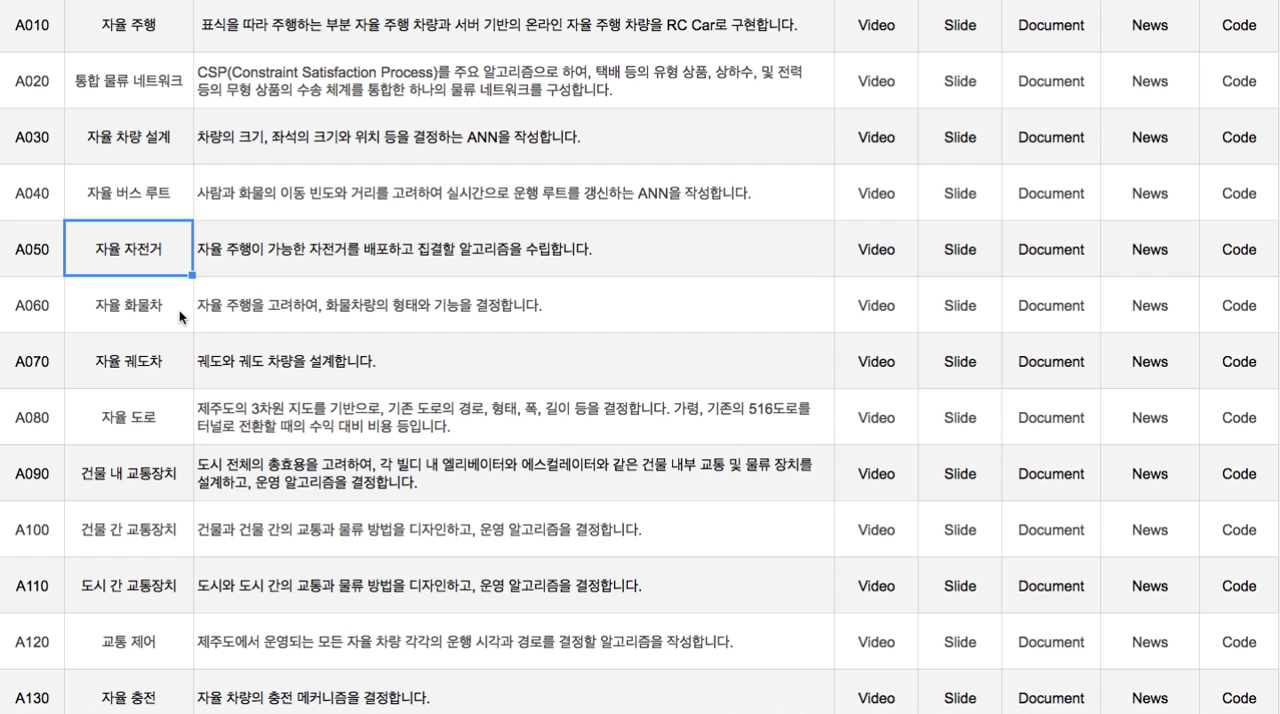 A010 자율 주행 표식을 따라 주행하는 부분 자율 주행 차량과 서버 기반의 온라인 자율 주행 차량을 RC Car로 구현합니다. Video Slide Document News Code
A020 통합 물류 네트워크 CSP(Constraint Satisfaction Process)를 주요 알고리즘으로 하여, 택배 등의 유형 상품, 상하수, 및 전력
등의 무형 상품의 수송 체계를 통합한 하나의 물류 네트워크를 구성합니다. Video Slide Document News Code
A030 자율 차량 설계 차량의 크기, 좌석의 크기와 위치 등을 결정하는 ANN을 작성합니다. Video Slide Document News Code
A040 자율 버스 루트 사람과 화물의 이동 빈도와 거리를 고려하여 실시간으로 운행 루트를 갱신하는 ANN을 작성합니다. Video Slide Document News Code
A050 자율 자전거 자율 주행이 가능한 자전거를 배포하고 집결할 알고리즘을 수립합니다. Video Slide Document News Code
A060 자율 화물차 자율 주행을 고려하여, 화물차량의 형태와 기능을 결정합니다. Video Slide Document News Code
A070 자율 궤도차 궤도와 궤도 차량을 설계합니다. Video Slide Document News Code
A080 자율 도로 제주도의 3차원 지도를 기반으로, 기존 도로의 경로, 형태, 폭, 길이 등을 결정합니다. 가령, 기존의 516도로를
터널로 전환할 때의 수익 대비 비용 등입니다. Video Slide Document News Code
A090 건물 내 교통장치 도시 전체의 총효용을 고려하여, 각 빌디 내 엘리베이터와 에스컬레이터와 같은 건물 내부 교통 및 물류 장치를
설계하고, 운영 알고리즘을 결정합니다. Video Slide Document News Code
A100 건물 간 교통장치 건물과 건물 간의 교통과 물류 방법을 디자인하고, 운영 알고리즘을 결정합니다. Video Slide Document News Code
A110 도시 간 교통장치 도시와 도시 간의 교통과 물류 방법을 디자인하고, 운영 알고리즘을 결정합니다. Video Slide Document News Code
A120 교통 제어 제주도에서 운영되는 모든 자율 차량 각각의 운행 시각과 경로를 결정할 알고리즘을 작성합니다. Video Slide Document News Code
A130 자율 충전 자율 차량의 충전 메커니즘을 결정합니다. Video Slide Document News Code